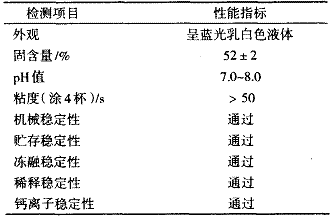 检测项目 性能指标
外观 呈蓝光乳白色液体
固含量/% 52±2
pH值 7.0~8.0
粘度(涂4杯)/s >50
机械稳定性 通过
贮存稳定性 通过
冻融稳定性 通过
稀释稳定性 通过
钙离子稳定性 通过